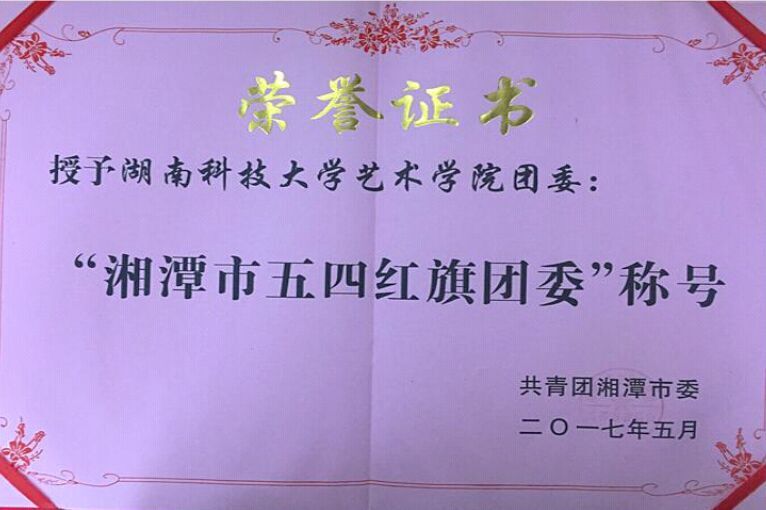 荣誉证书
授予湖南科技大学艺术学院团委：
“湘潭市五四红旗团委”称号
共青团湘潭市委
二〇一七年五月